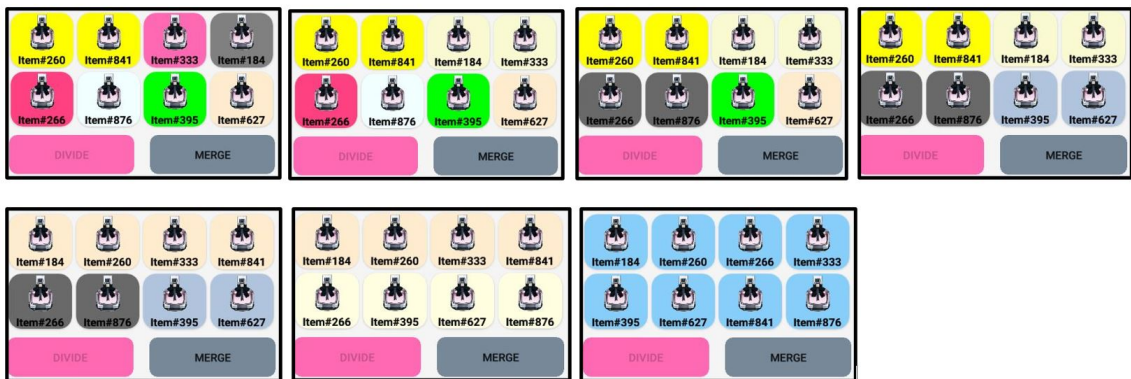 Item#260 Item#841 Item#333 Item#184
Item#266 Item#876 Item#395 Item#627
DIVIDE MERGE
Item#260 Item#841 Item#184 Item#333
Item#266 Item#876 Item#395 Item#627
DIVIDE MERGE
Item#260 Item#841 Item#184 Item#333
Item#266 Item#876 Item#395 Item#627
DIVIDE MERGE
Item#260 Item#841 Item#184 Item#333
Item#266 Item#876 Item#395 Item#627
DIVIDE MERGE
Item#184 Item#260 Item#333 Item#841
Item#266 Item#876 Item#395 Item#627
DIVIDE MERGE
Item#184 Item#260 Item#333 Item#841
Item#266 Item#395 Item#627 Item#876
DIVIDE MERGE
Item#184 Item#260 Item#266 Item#333
Item#395 Item#627 Item#841 Item#876
DIVIDE MERGE